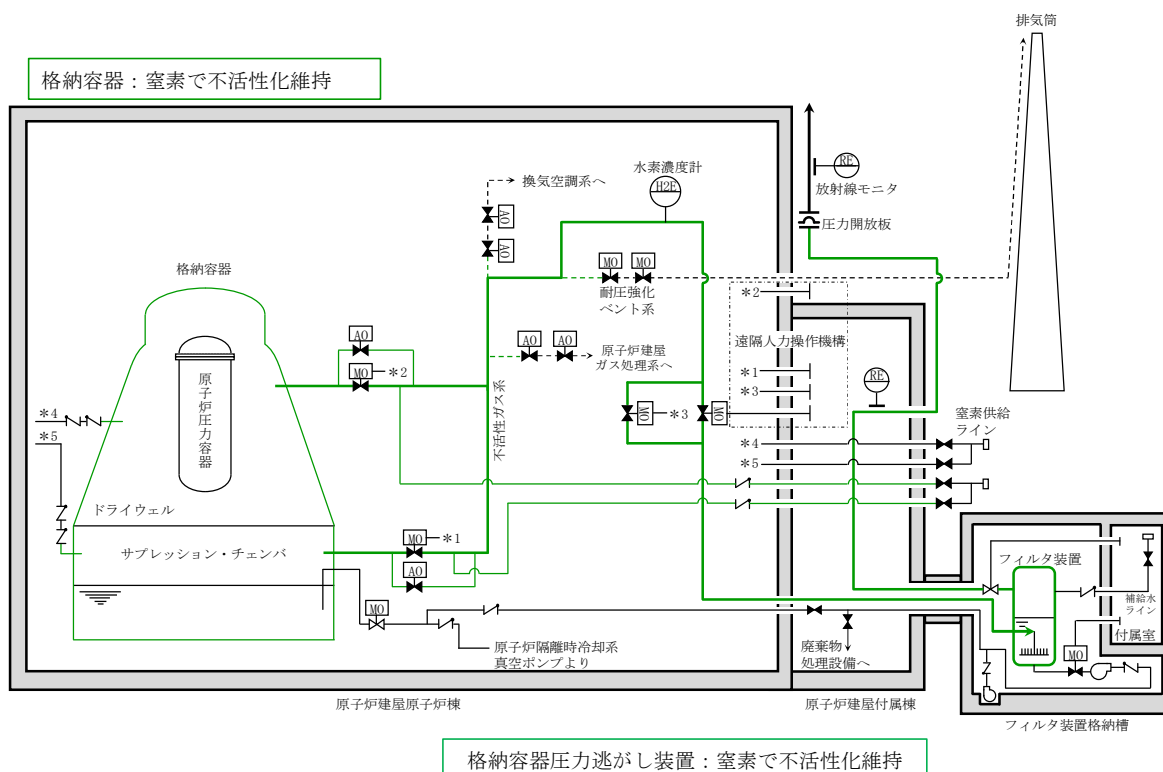 排気筒
格納容器：窒素で不活性化維持
水素濃度計
H2E
換気空調系へ
AO
AO
RE
放射線モニタ
圧力開放板
格納容器
MO
MO
耐圧強化
ベント系
＊2
遠隔人力操作機構
AO
MO
＊2
AO
AO
原子炉建屋
ガス処理系へ
＊1
＊3
RE
原子炉圧力容器
不活性ガス系
MO
＊3
MO
窒素供給
ライン
＊4
＊5
＊4
＊5
ドライウェル
サプレッション・チェンバ
MO
＊1
AO
フィルタ装置
MO
補給水
ライン
付属室
MO
原子炉隔離時冷却系
真空ポンプより
廃棄物
処理設備へ
原子炉建屋原子炉棟
原子炉建屋付属棟
フィルタ装置格納槽
格納容器圧力逃がし装置：窒素で不活性化維持